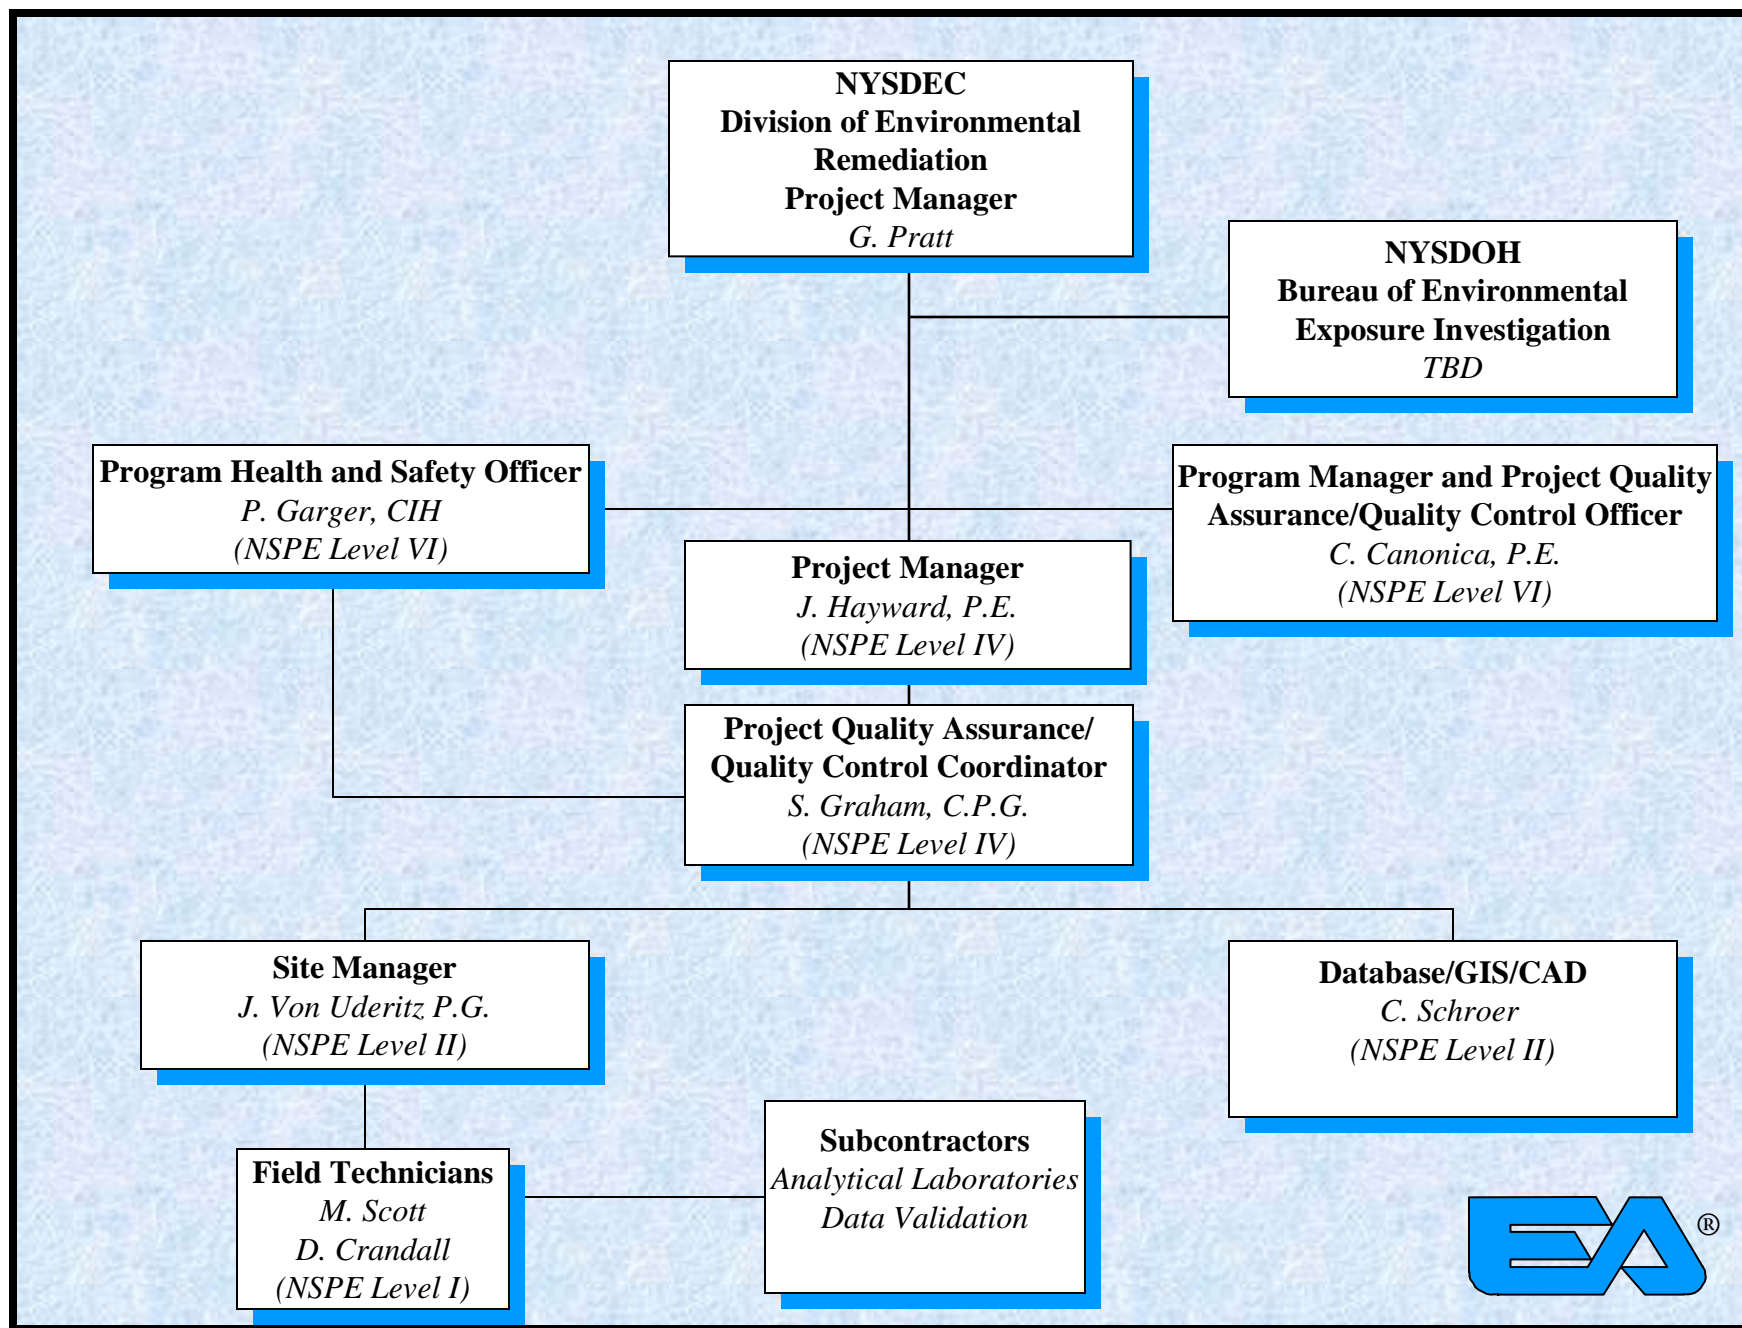 NYSDEC
Division of Environmental
Remediation
Project Manager
G. Pratt
NYSDOH
Bureau of Environmental
Exposure Investigation
TBD
Program Health and Safety Officer
P. Garger, CIH
(NSPE Level VI)
Program Manager and Project Quality
Assurance/Quality Control Officer
C. Canonica, P.E.
(NSPE Level VI)
Project Manager
J. Hayward, P.E.
(NSPE Level IV)
Project Quality Assurance/
Quality Control Coordinator
S. Graham, C.P.G.
(NSPE Level IV)
Site Manager
J. Von Uderitz P.G.
(NSPE Level II)
Database/GIS/CAD
C. Schroer
(NSPE Level II)
Field Technicians
M. Scott
D. Crandall
(NSPE Level I)
Subcontractors
Analytical Laboratories
Data Validation
EA®